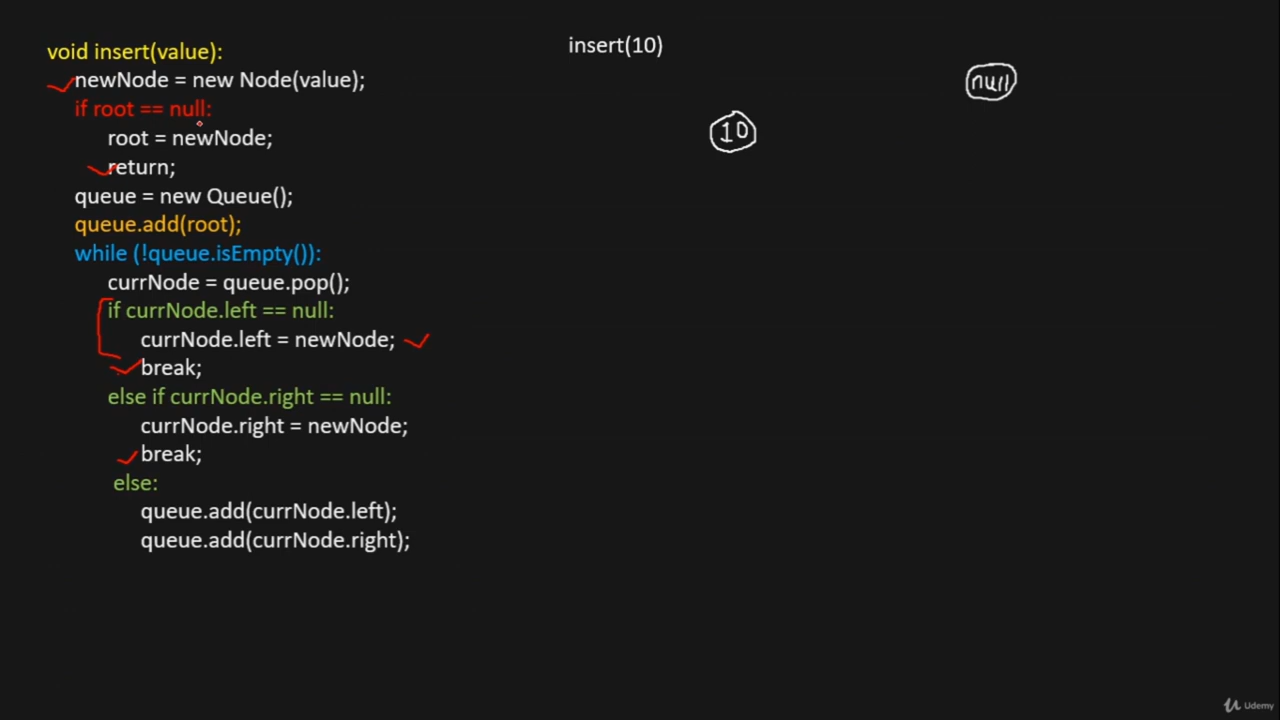 void insert(value):
newNode = new Node(value);
if root == null:
root = newNode;
return;
queue = new Queue();
queue.add(root);
while (!queue.isEmpty()):
currNode = queue.pop();
if currNode.left == null:
currNode.left = newNode;
break;
else if currNode.right == null:
currNode.right = newNode;
break;
else:
queue.add(currNode.left);
queue.add(currNode.right);
insert(10)
null
10
Udemy